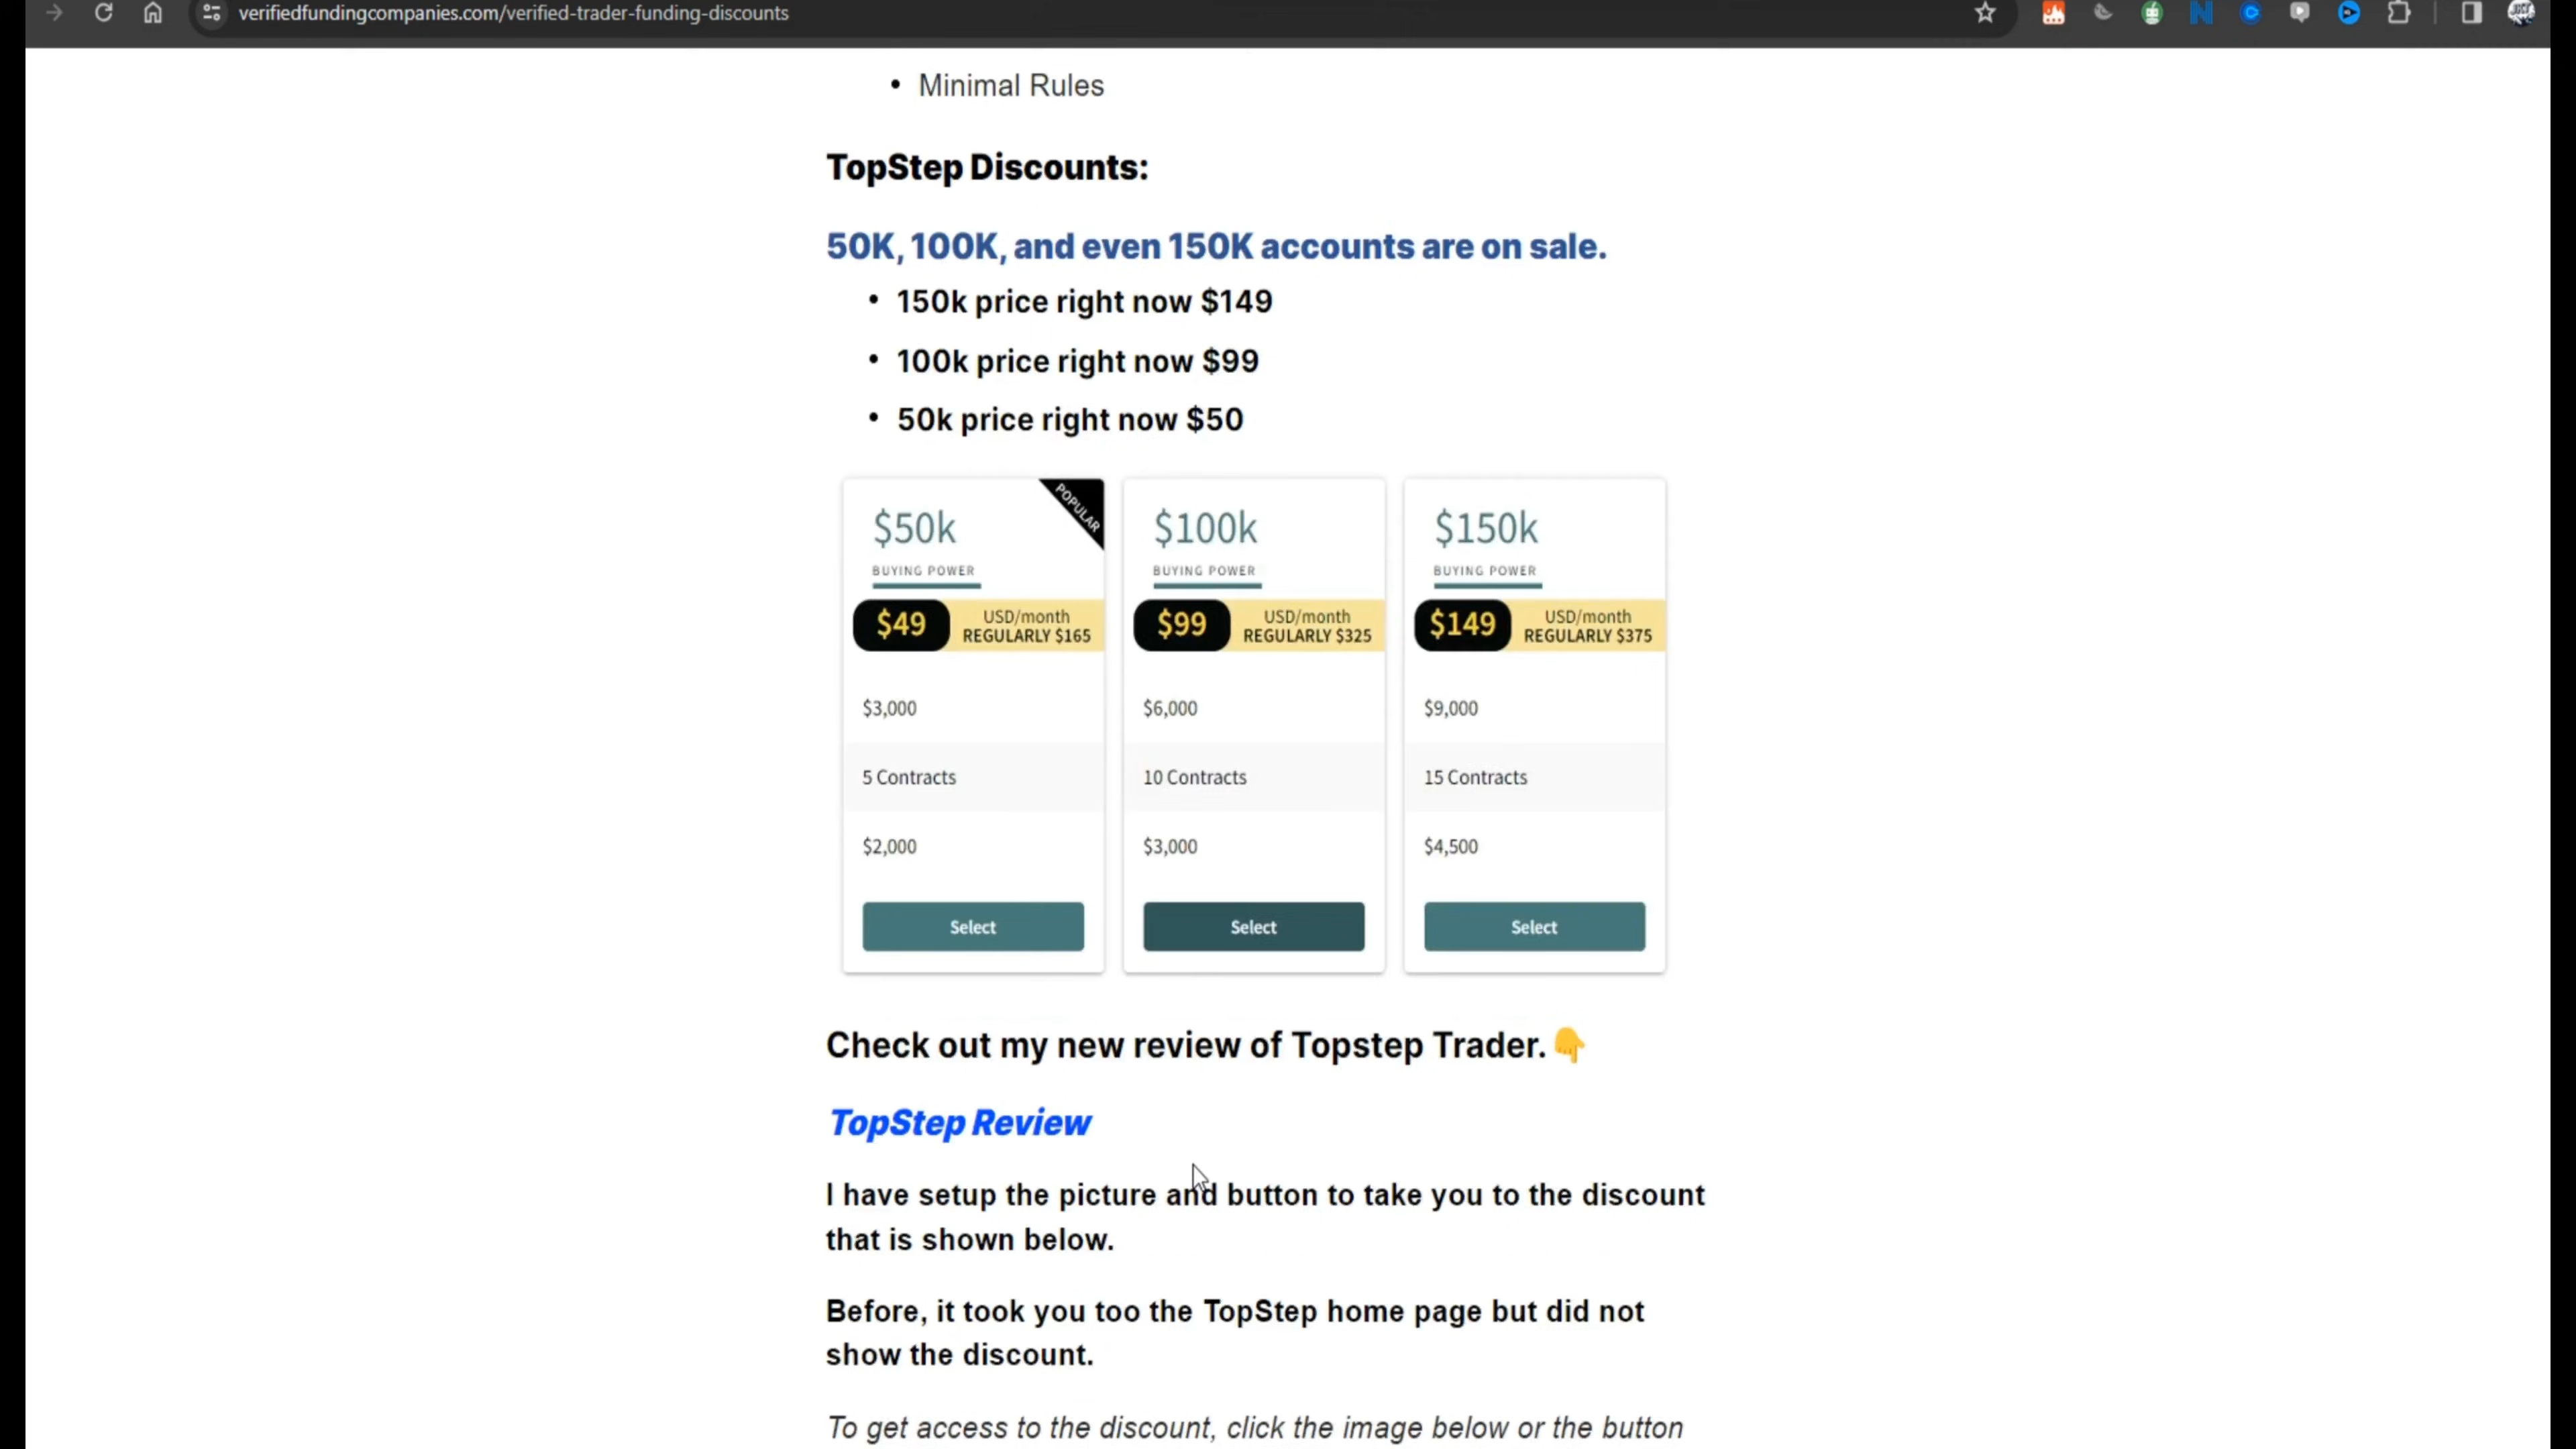 verifiedfundingcompanies.com/verified-trader-funding-discounts
• Minimal Rules
TopStep Discounts:
50K, 100K, and even 150K accounts are on sale.
• 150k price right now $149
• 100k price right now $99
• 50k price right now $50
$50k
POPULAR
BUYING POWER
$49
USD/month
REGULARLY $165
$3,000
5 Contracts
$2,000
Select
$100k
BUYING POWER
$99
USD/month
REGULARLY $325
$6,000
10 Contracts
$3,000
Select
$150k
BUYING POWER
$149
USD/month
REGULARLY $375
$9,000
15 Contracts
$4,500
Select
Check out my new review of Topstep Trader.👇
TopStep Review
I have setup the picture and button to take you to the discount
that is shown below.
Before, it took you too the TopStep home page but did not
show the discount.
To get access to the discount, click the image below or the button